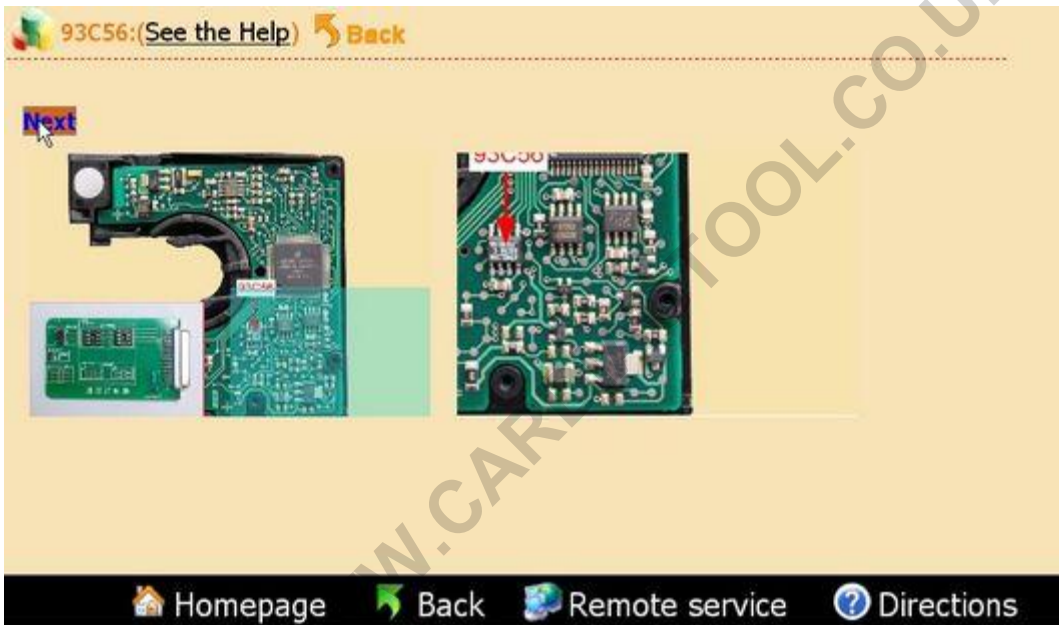 93C56:(See the Help) Back
Next
93C56
93C56
Homepage Back Remote service Directions